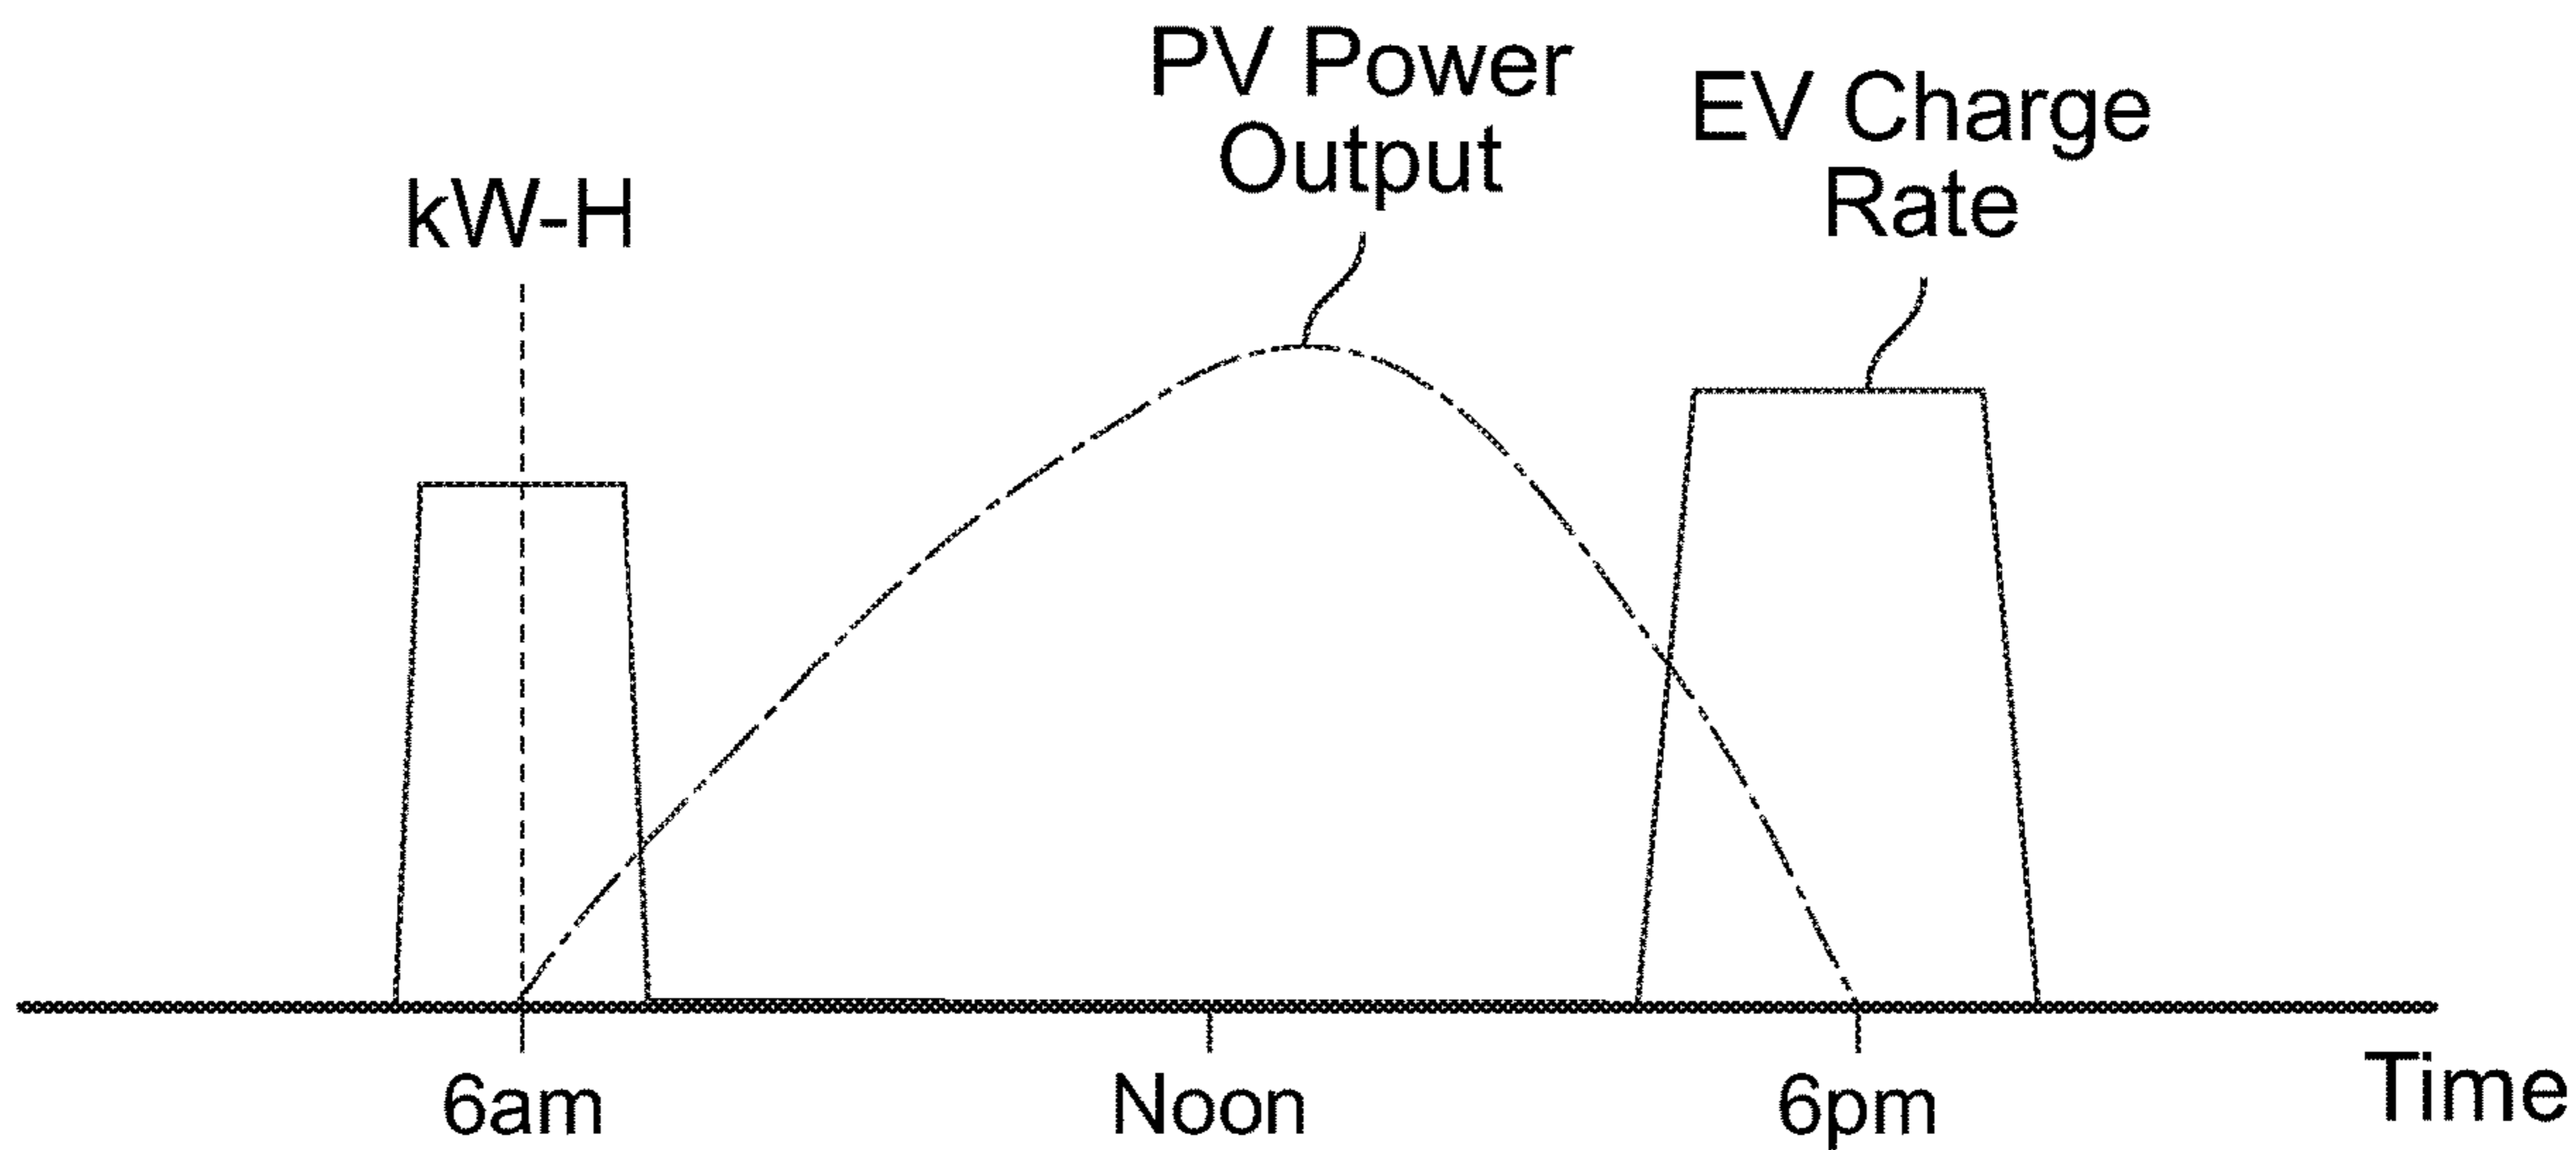 PV Power
Output
EV Charge
Rate
kW-H
6am
Noon
6pm
Time